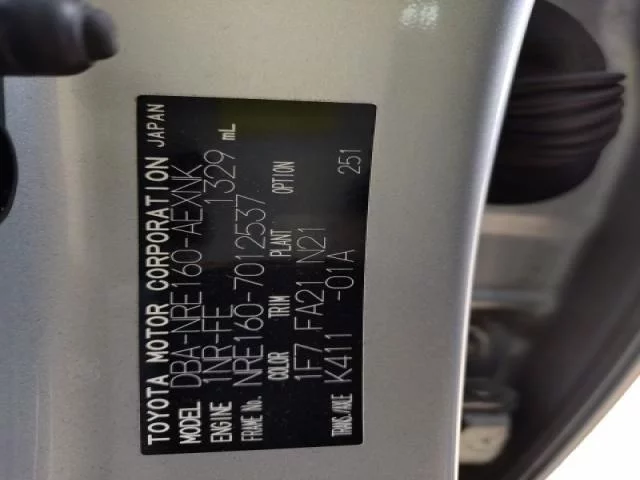 TOYOTA MOTOR CORPORATION JAPAN
MODEL DBA-NRE160-AEXNK
ENGINE 1NR-FE 1329 mL
FRAME No. NRE160-7012537
COLOR TRIM PLANT OPTION
1F7 FA21 N21 251
TRANS/AXLE K411 -01A